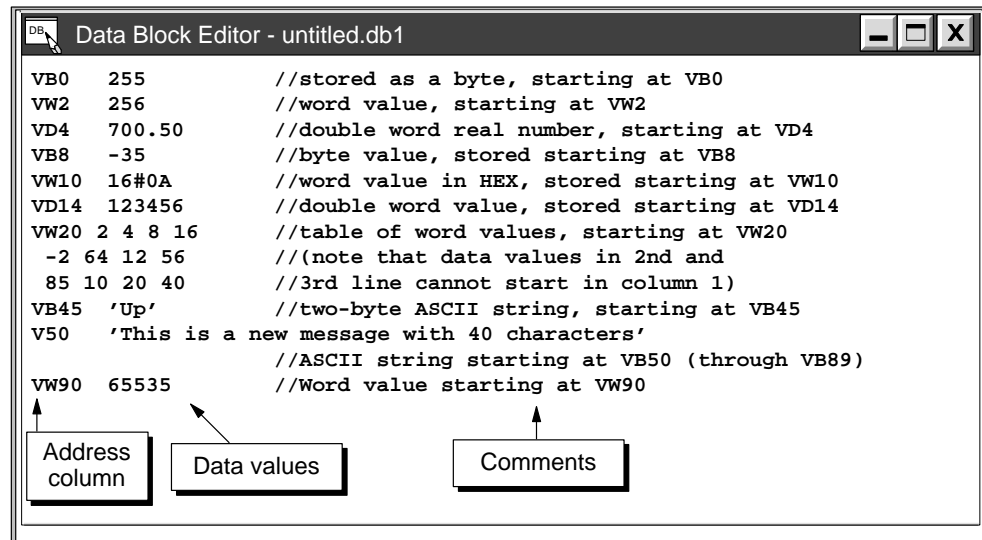 DB
Data Block Editor - untitled.db1
VB0 255 //stored as a byte, starting at VB0
VW2 256 //word value, starting at VW2
VD4 700.50 //double word real number, starting at VD4
VB8 -35 //byte value, stored starting at VB8
VW10 16#0A //word value in HEX, stored starting at VW10
VD14 123456 //double word value, stored starting at VD14
VW20 2 4 8 16 //table of word values, starting at VW20
-2 64 12 56 //(note that data values in 2nd and
85 10 20 40 //3rd line cannot start in column 1)
VB45 ’Up’ //two-byte ASCII string, starting at VB45
V50 ’This is a new message with 40 characters’
//ASCII string starting at VB50 (through VB89)
VW90 65535 //Word value starting at VW90
Address
column
Data values
Comments